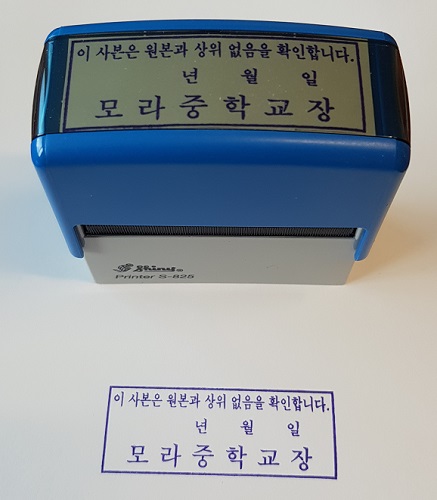 이 사본은 원본과 상위 없음을 확인합니다.
년 월 일
모라중학교장
Shiny®
Printer S-825
이 사본은 원본과 상위 없음을 확인합니다.
년 월 일
모라중학교장